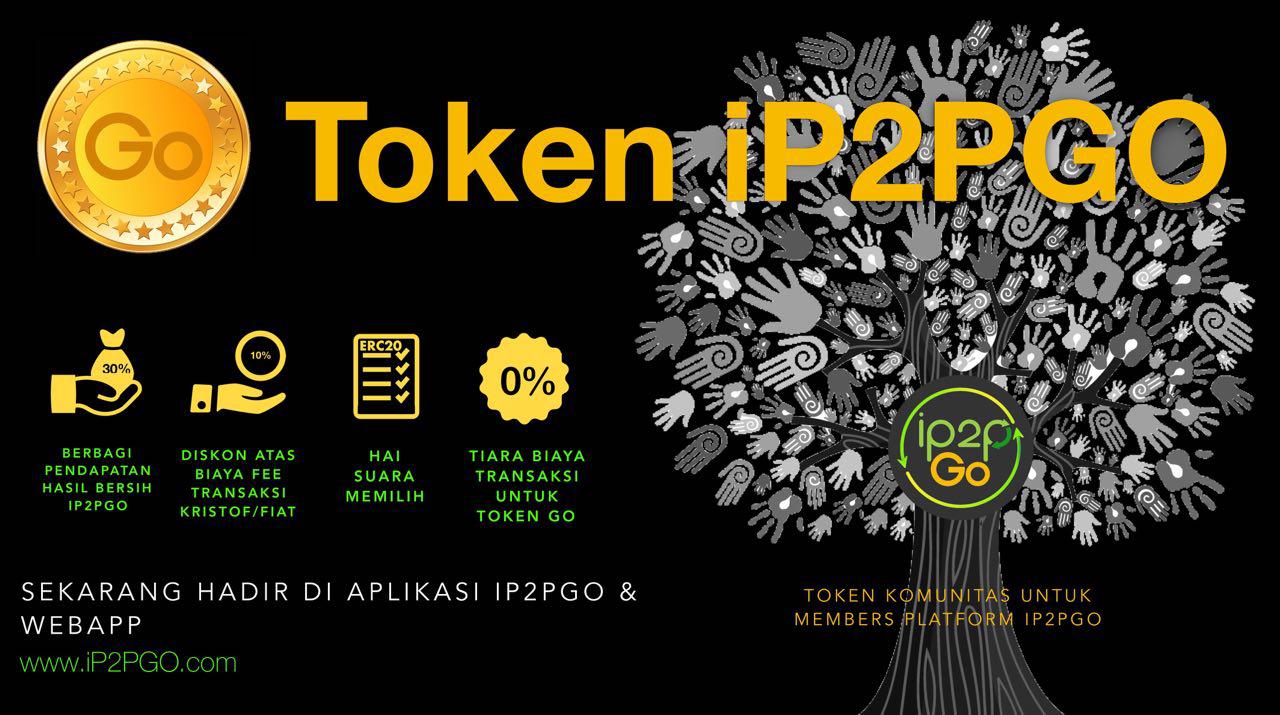 Go
Token iP2PGO
30%
10%
ERC20
0%
BERBAGI
PENDAPATAN
HASIL BERSIH
IP2PGO
DISKON ATAS
BIAYA FEE
TRANSAKSI
KRISTOF/FIAT
HAI
SUARA
MEMILIH
TIARA BIAYA
TRANSAKSI
UNTUK
TOKEN GO
ip2p
Go
SEKARANG HADIR DI APLIKASI IP2PGO &
WEBAPP
www.iP2PGO.com
TOKEN KOMUNITAS UNTUK
MEMBERS PLATFORM IP2PGO